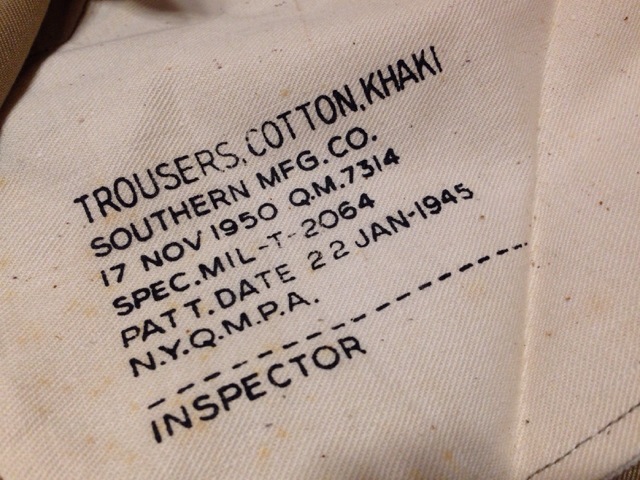 TROUSERS, COTTON, KHAKI
SOUTHERN MFG. CO.
17 NOV 1950 Q.M. 7314
SPEC. MIL-T-2064
PATT. DATE 22 JAN-1945
N.Y.Q.M.P.A.
INSPECTOR